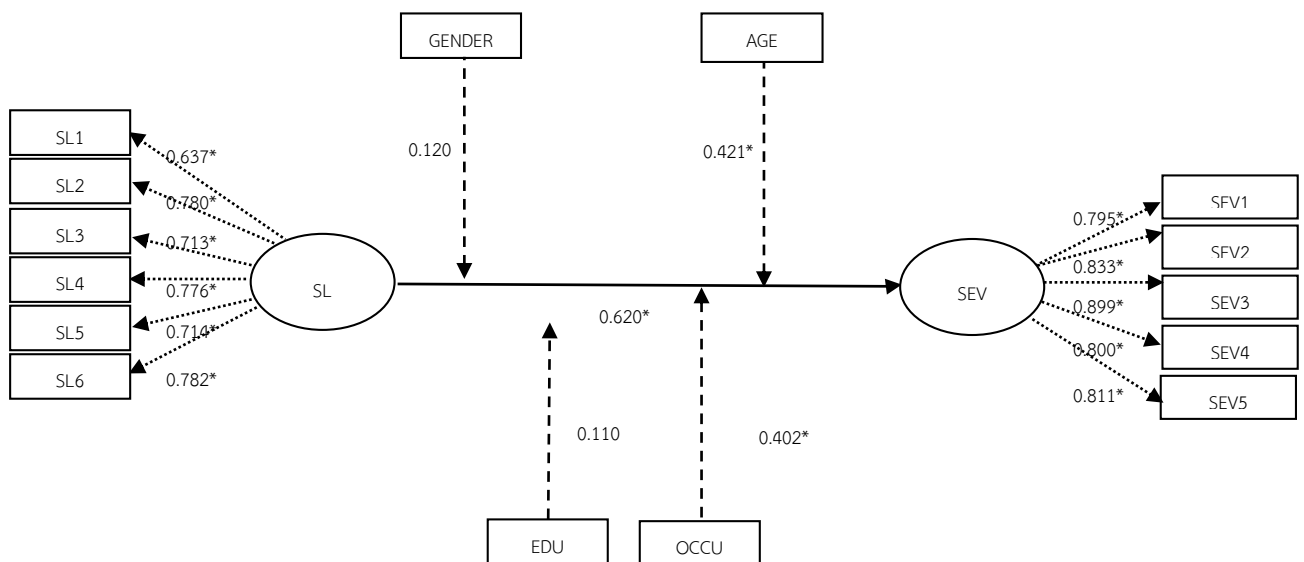 GENDER
AGE
SL1
SL2
SL3
SL4
SL5
SL6
0.637*
0.780*
0.713*
0.776*
0.714*
0.782*
SL
0.120
0.421*
0.620*
0.110
0.402*
EDU
OCCU
SEV
0.795*
0.833*
0.899*
0.800*
0.811*
SEV1
SEV2
SEV3
SEV4
SEV5